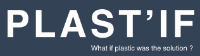 PLAST'IF
What if plastic was the solution ?